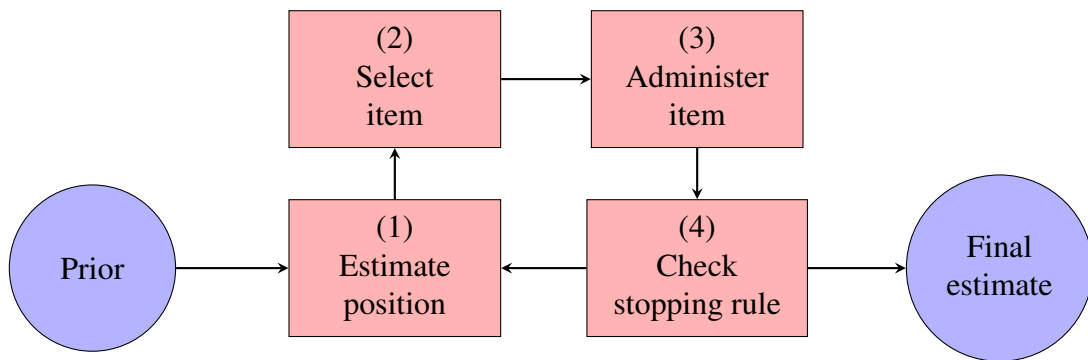 Prior
(1)
Estimate
position
(2)
Select
item
(3)
Administer
item
(4)
Check
stopping rule
Final
estimate